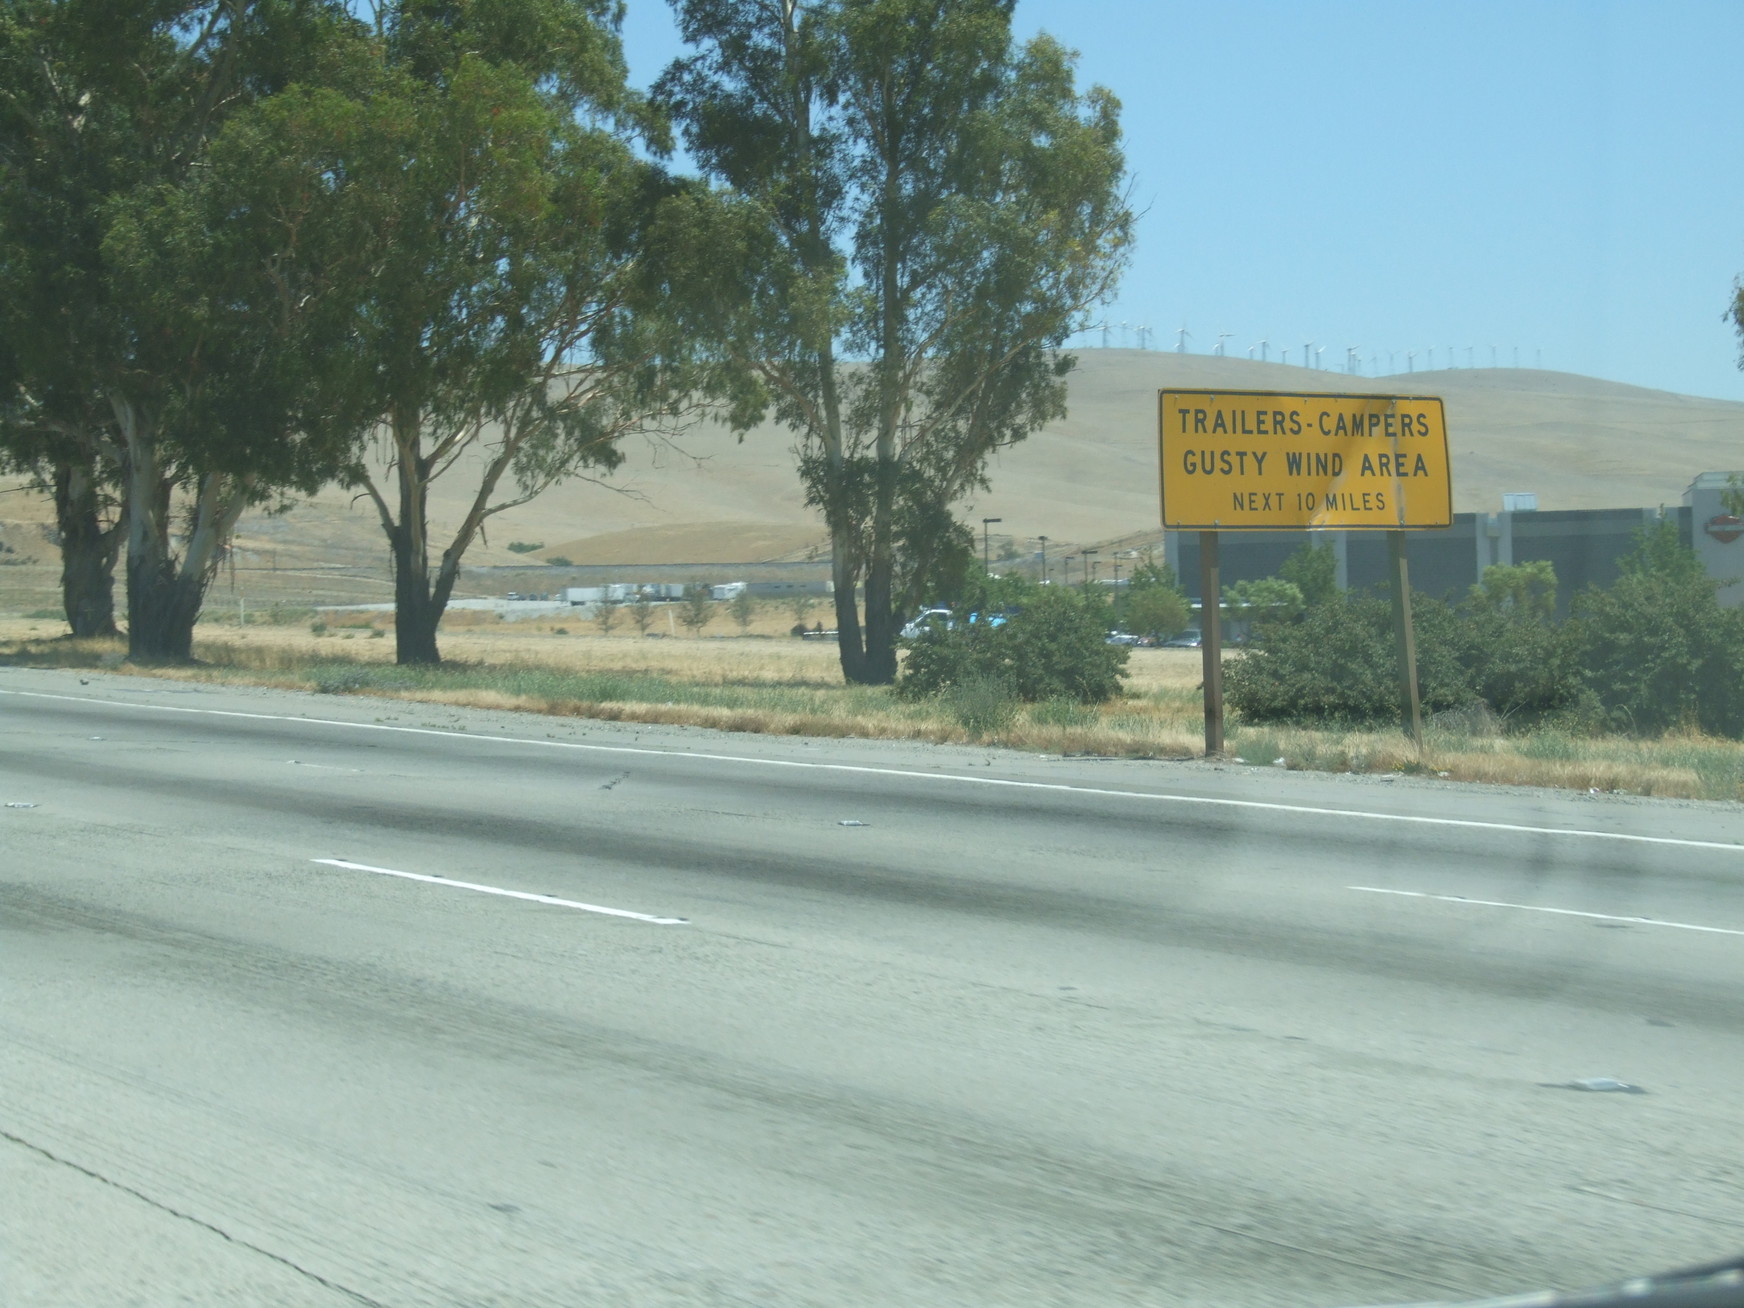 TRAILERS-CAMPERS
GUSTY WIND AREA
NEXT 10 MILES